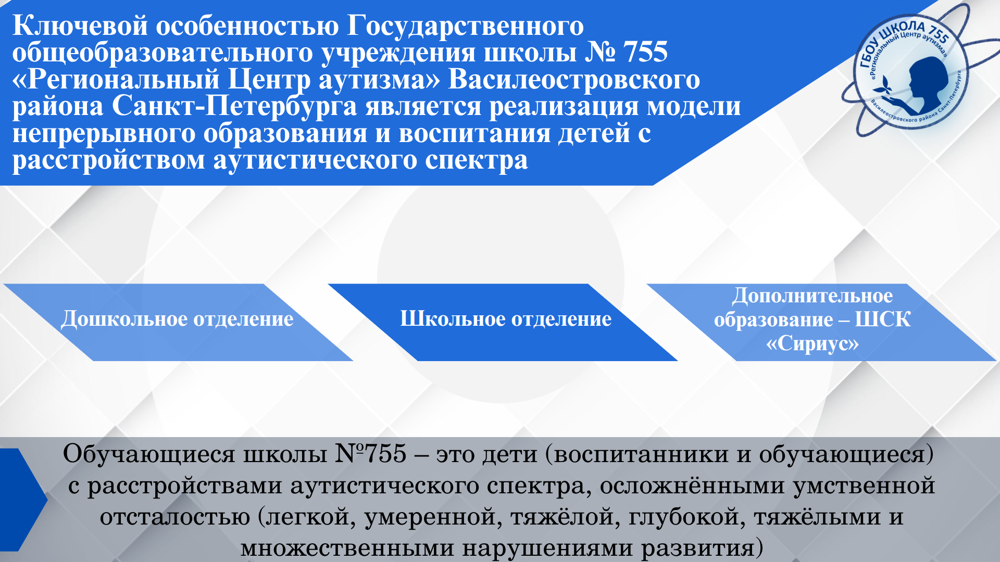 Ключевой особенностью Государственного
общеобразовательного учреждения школы № 755
«Региональный Центр аутизма» Василеостровского
района Санкт-Петербурга является реализация модели
непрерывного образования и воспитания детей с
расстройством аутистического спектра
ГБОУ ШКОЛА 755
«Региональный Центр аутизма»
Василеостровского района Санкт-Петербурга
Дошкольное отделение
Школьное отделение
Дополнительное
образование – ШСК
«Сириус»
Обучающиеся школы №755 – это дети (воспитанники и обучающиеся)
с расстройствами аутистического спектра, осложнёнными умственной
отсталостью (легкой, умеренной, тяжёлой, глубокой, тяжёлыми и
множественными нарушениями развития)